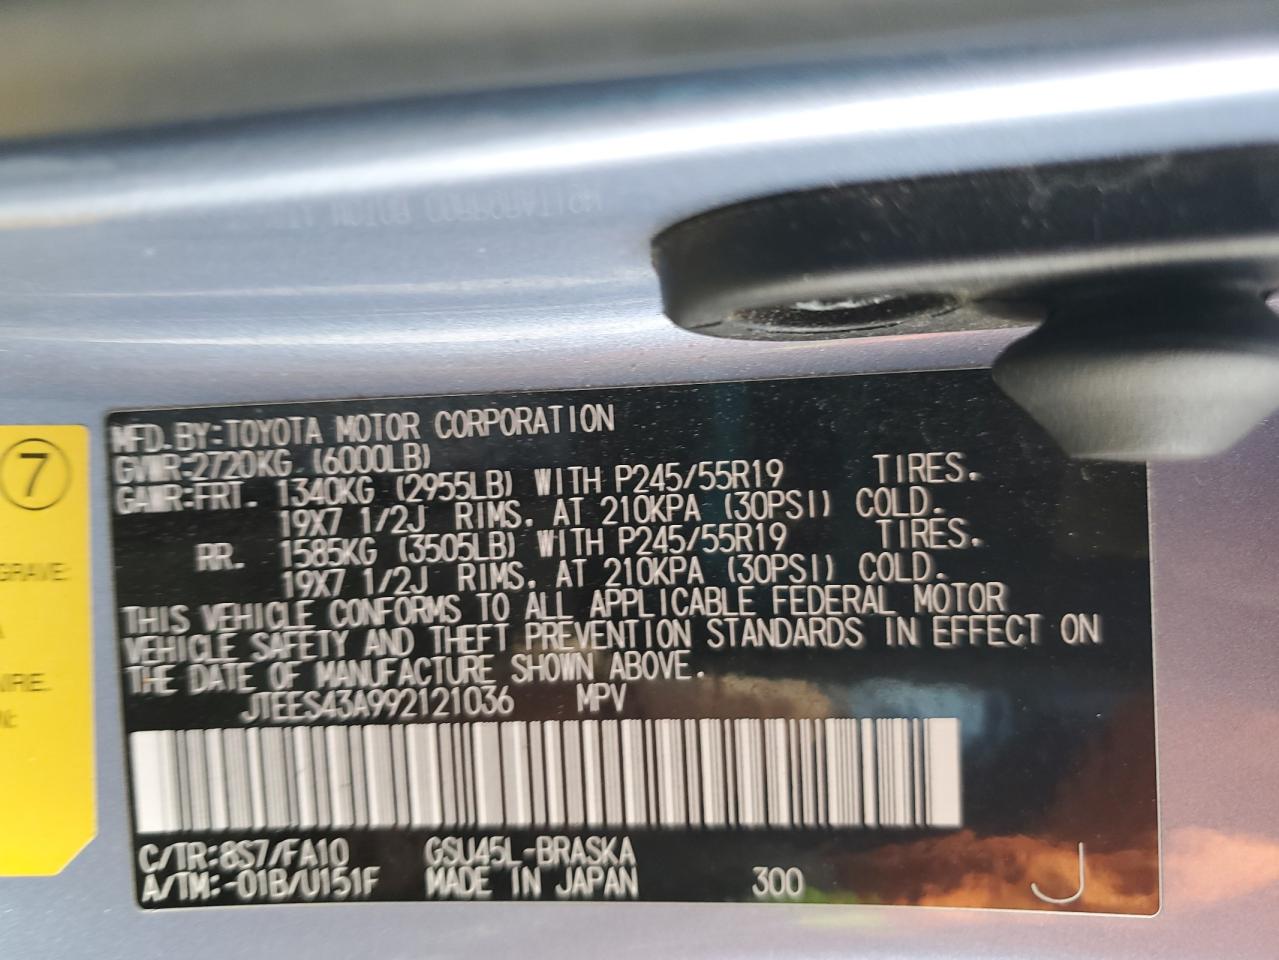 MFD.BY:TOYOTA MOTOR CORPORATION
GVWR:2720KG (6000LB)
GAWR:FRT. 1340KG (2955LB) WITH P245/55R19 TIRES.
19X7 1/2J RIMS. AT 210KPA (30PSI) COLD.
RR. 1585KG (3505LB) WITH P245/55R19 TIRES.
19X7 1/2J RIMS. AT 210KPA (30PSI) COLD.
THIS VEHICLE CONFORMS TO ALL APPLICABLE FEDERAL MOTOR
VEHICLE SAFETY AND THEFT PREVENTION STANDARDS IN EFFECT ON
THE DATE OF MANUFACTURE SHOWN ABOVE.
JTEES43A992121036 MPV
C/TR:8S7/FA10 GSU45L-BRASKA
A/TM:-01B/U151F MADE IN JAPAN 300 J
7
GRAVE